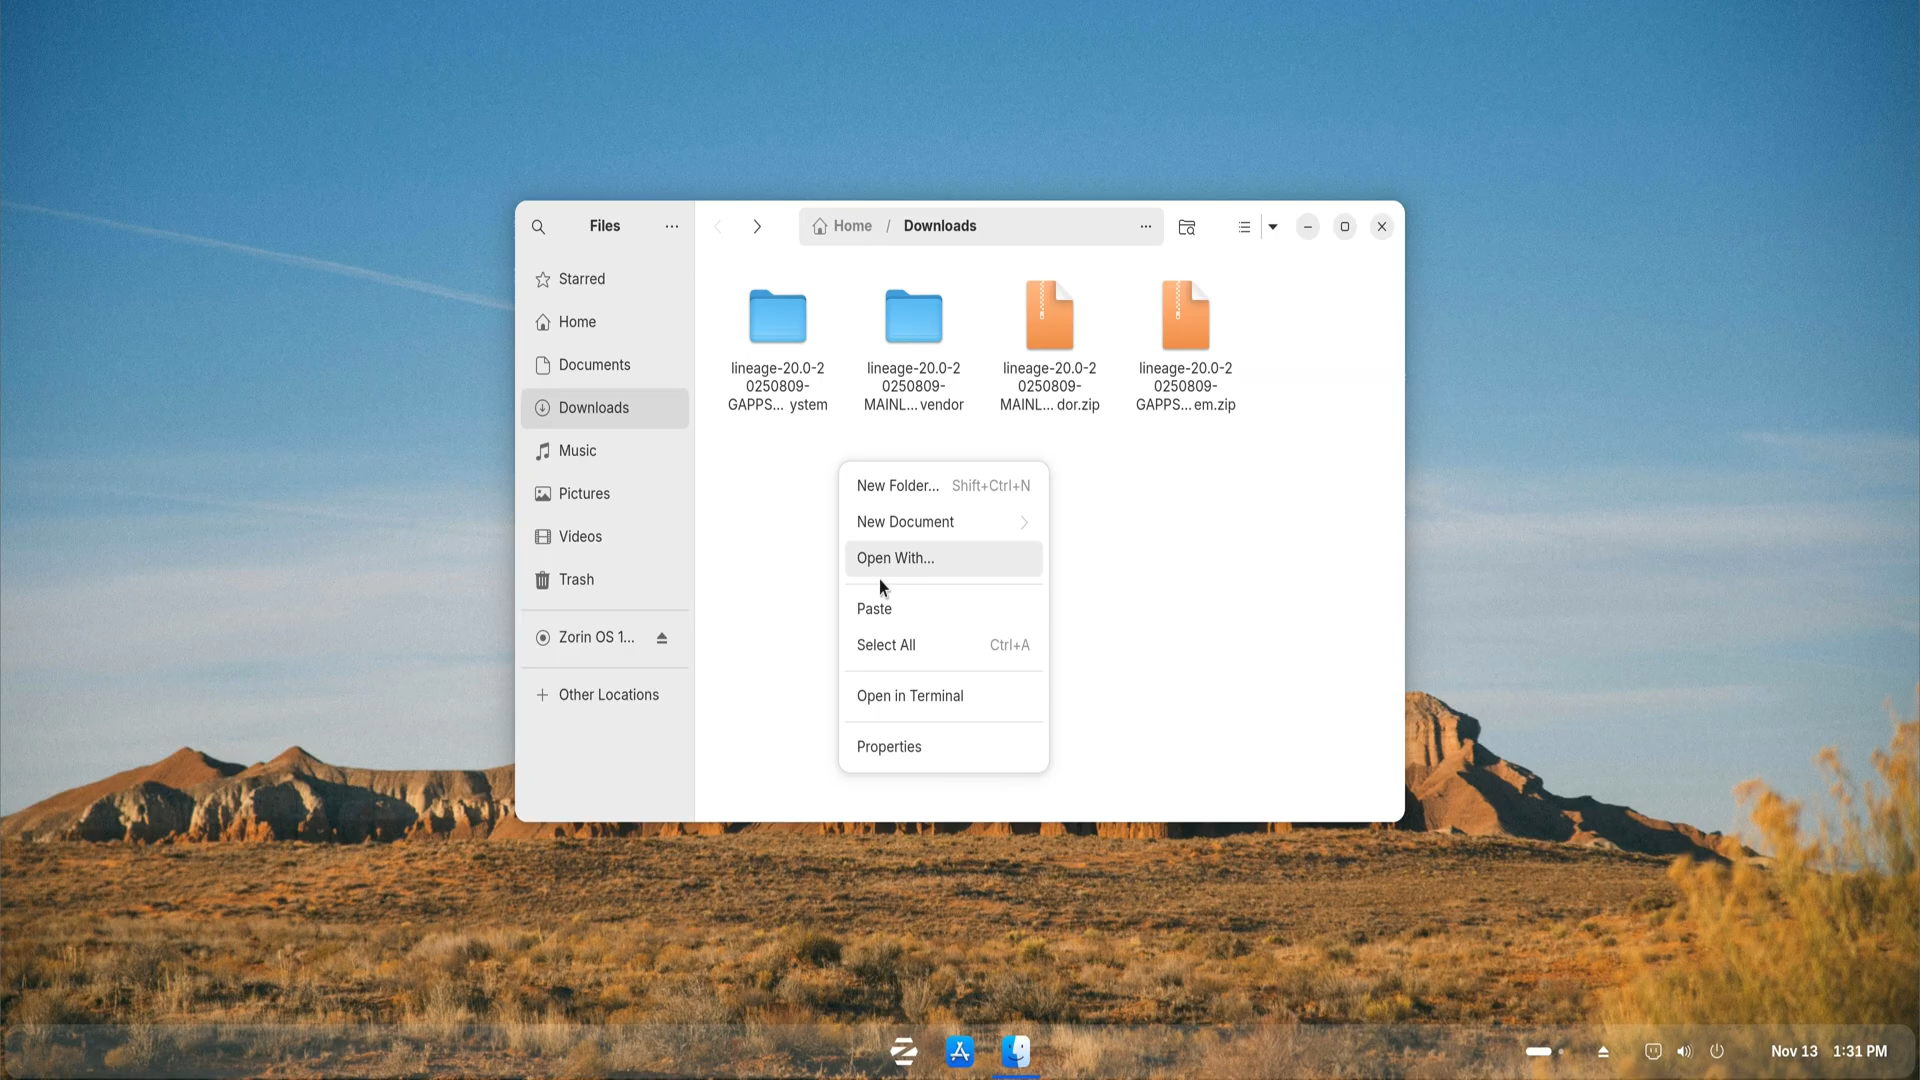 Files
Home / Downloads
Starred
Home
Documents
Downloads
Music
Pictures
Videos
Trash
Zorin OS 1...
Other Locations
lineage-20.0-2
0250809-
GAPPS... ystem
lineage-20.0-2
0250809-
MAINL...vendor
lineage-20.0-2
0250809-
MAINL... dor.zip
lineage-20.0-2
0250809-
GAPPS...em.zip
New Folder... Shift+Ctrl+N
New Document
Open With...
Paste
Select All Ctrl+A
Open in Terminal
Properties
Nov 13 1:31 PM